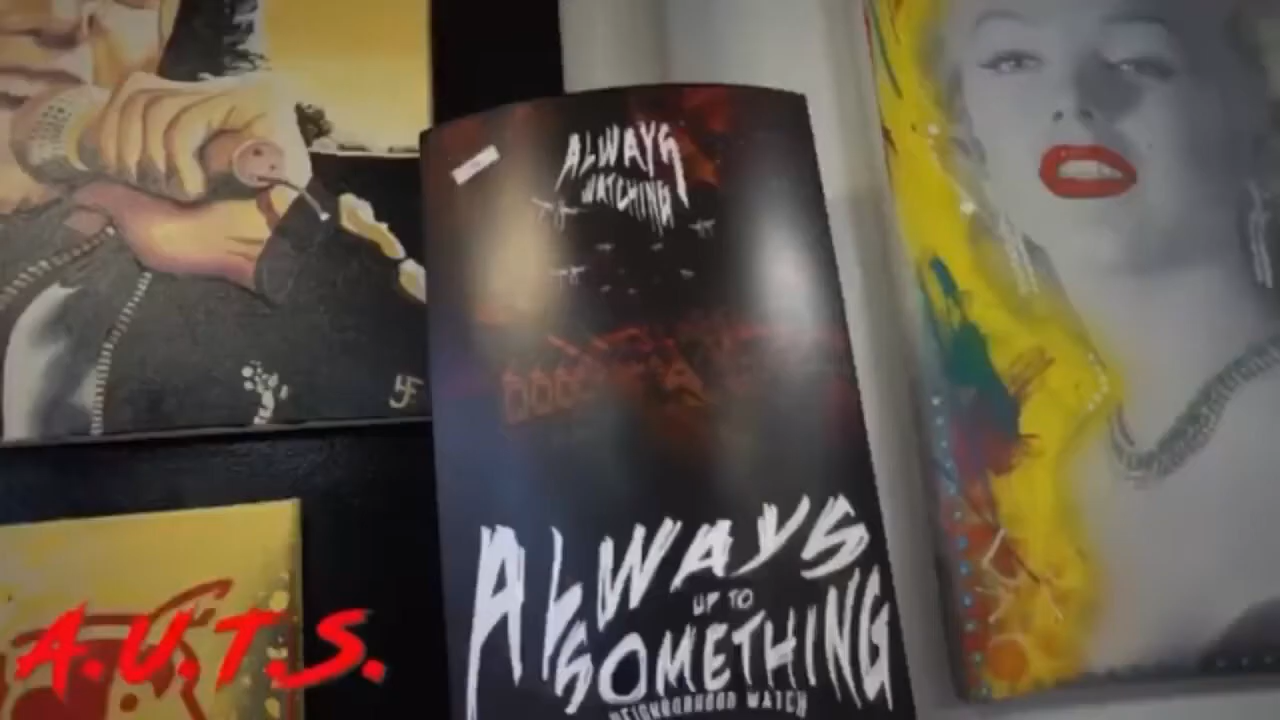 ALWAYS
WATCHING
ALWAYS
UP TO
SOMETHING
NEIGHBORHOOD WATCH
A.U.T.S.